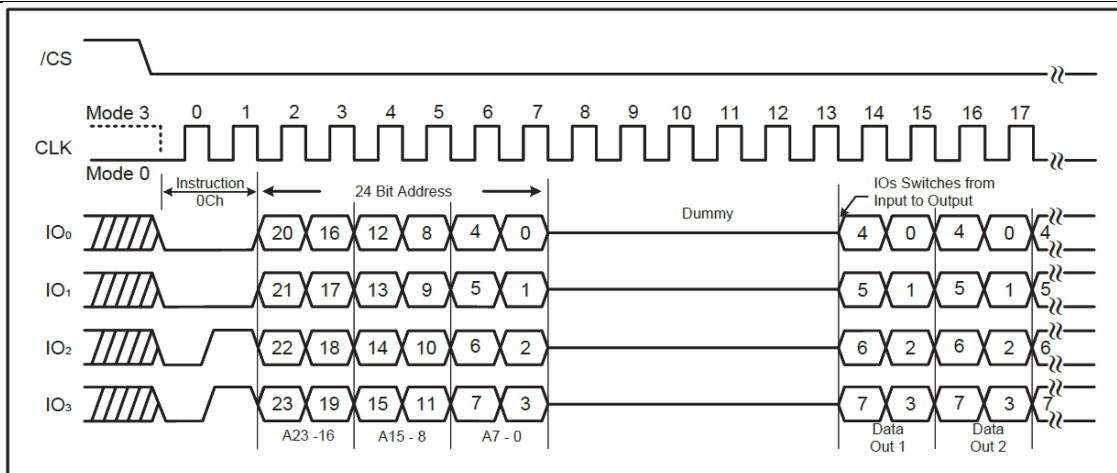 /CS
Mode 3 0 1 2 3 4 5 6 7 8 9 10 11 12 13 14 15 16 17
CLK
Mode 0
Instruction
0Ch
24 Bit Address
Dummy
IOs Switches from
Input to Output
IO₀ 20 16 12 8 4 0 4 0 4 0 4
IO₁ 21 17 13 9 5 1 5 1 5 1 5
IO₂ 22 18 14 10 6 2 6 2 6 2 6
IO₃ 23 19 15 11 7 3 7 3 7 3 7
A23 -16 A15 - 8 A7 - 0
Data
Out 1
Data
Out 2